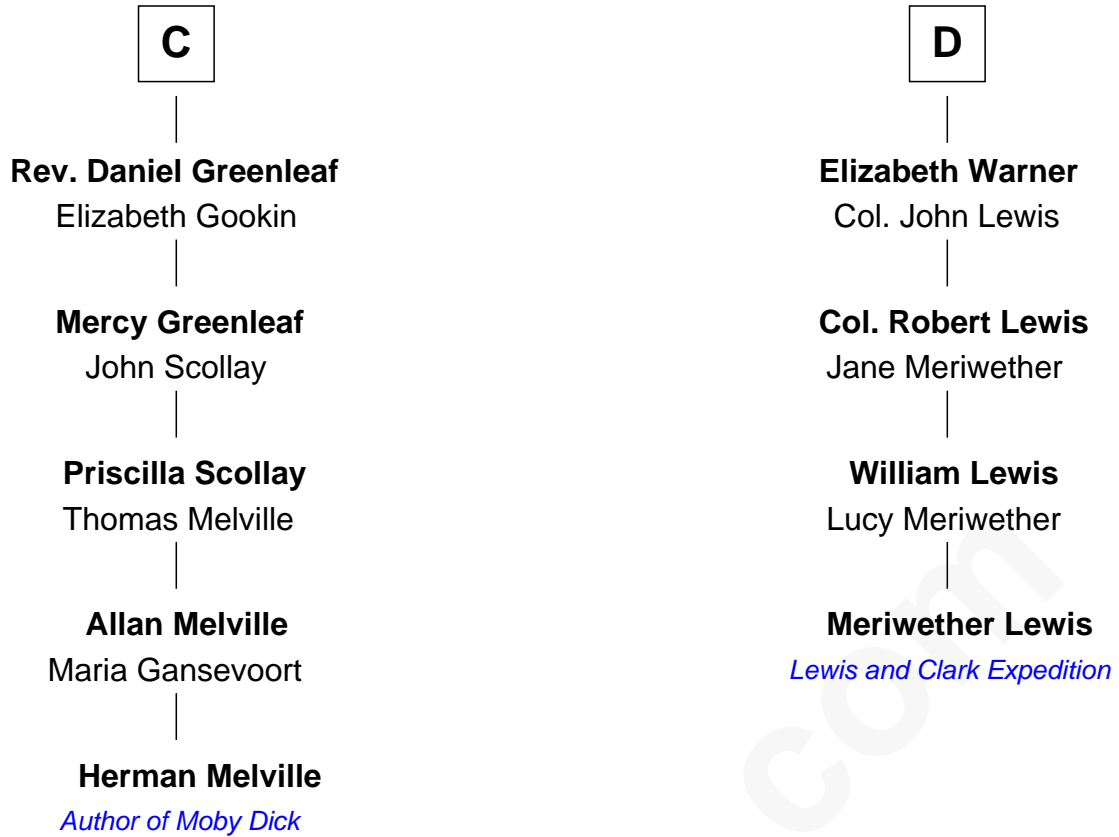 C
Rev. Daniel Greenleaf
Elizabeth Gookin
Mercy Greenleaf
John Scollay
Priscilla Scollay
Thomas Melville
Allan Melville
Maria Gansevoort
Herman Melville
Author of Moby Dick
D
Elizabeth Warner
Col. John Lewis
Col. Robert Lewis
Jane Meriwether
William Lewis
Lucy Meriwether
Meriwether Lewis
Lewis and Clark Expedition
com